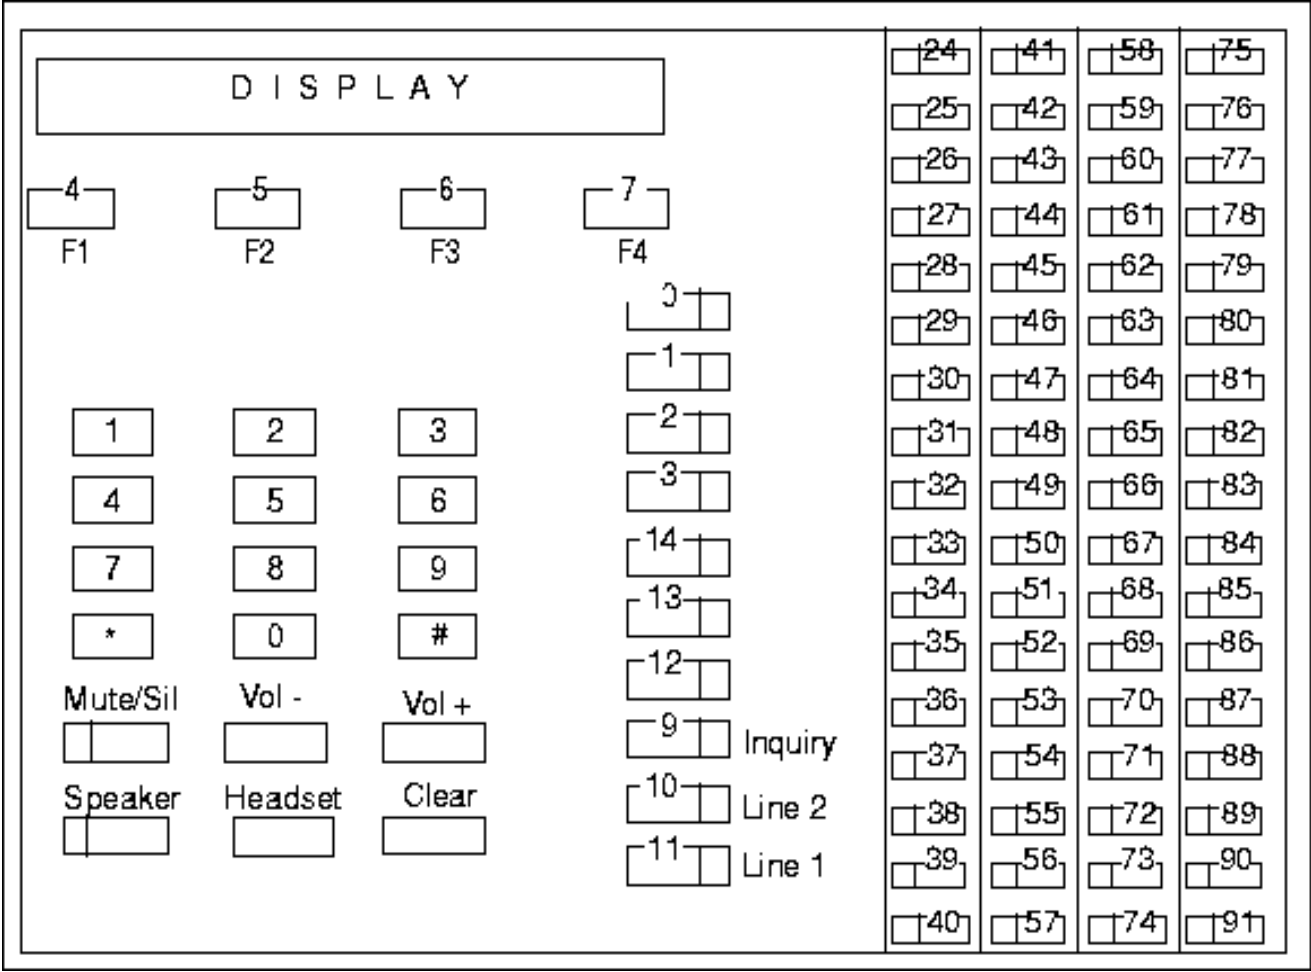 DISPLAY
4 5 6 7
F1 F2 F3 F4
0
1
2
3
14
13
12
9 Inquiry
10 Line 2
11 Line 1
1 2 3
4 5 6
7 8 9
* 0 #
Mute/Sil Vol - Vol +
Speaker Headset Clear
24 41 58 75
25 42 59 76
26 43 60 77
27 44 61 78
28 45 62 79
29 46 63 80
30 47 64 81
31 48 65 82
32 49 66 83
33 50 67 84
34 51 68 85
35 52 69 86
36 53 70 87
37 54 71 88
38 55 72 89
39 56 73 90
40 57 74 91